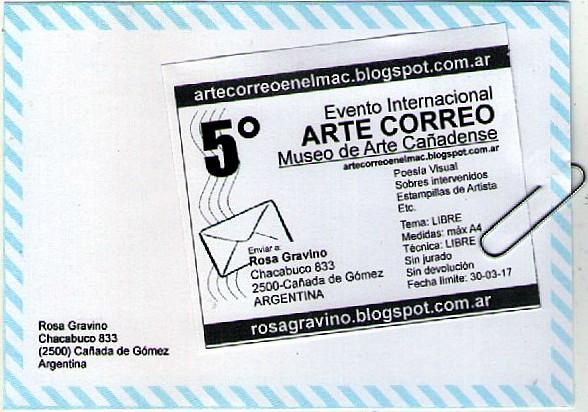 artecorreoenelmac.blogspot.com.ar
5º
Evento Internacional
ARTE CORREO
Museo de Arte Cañadense
artecorreoenelmac.blogspot.com.ar
Poesía Visual
Sobres intervenidos
Estampillas de Artista
Etc.
Tema: LIBRE
Medidas: máx A4
Técnica: LIBRE
Sin jurado
Sin devolución
Fecha límite: 30-03-17
Enviar a:
Rosa Gravino
Chacabuco 833
2500-Cañada de Gómez
ARGENTINA
rosagravino.blogspot.com.ar
Rosa Gravino
Chacabuco 833
(2500) Cañada de Gómez
Argentina